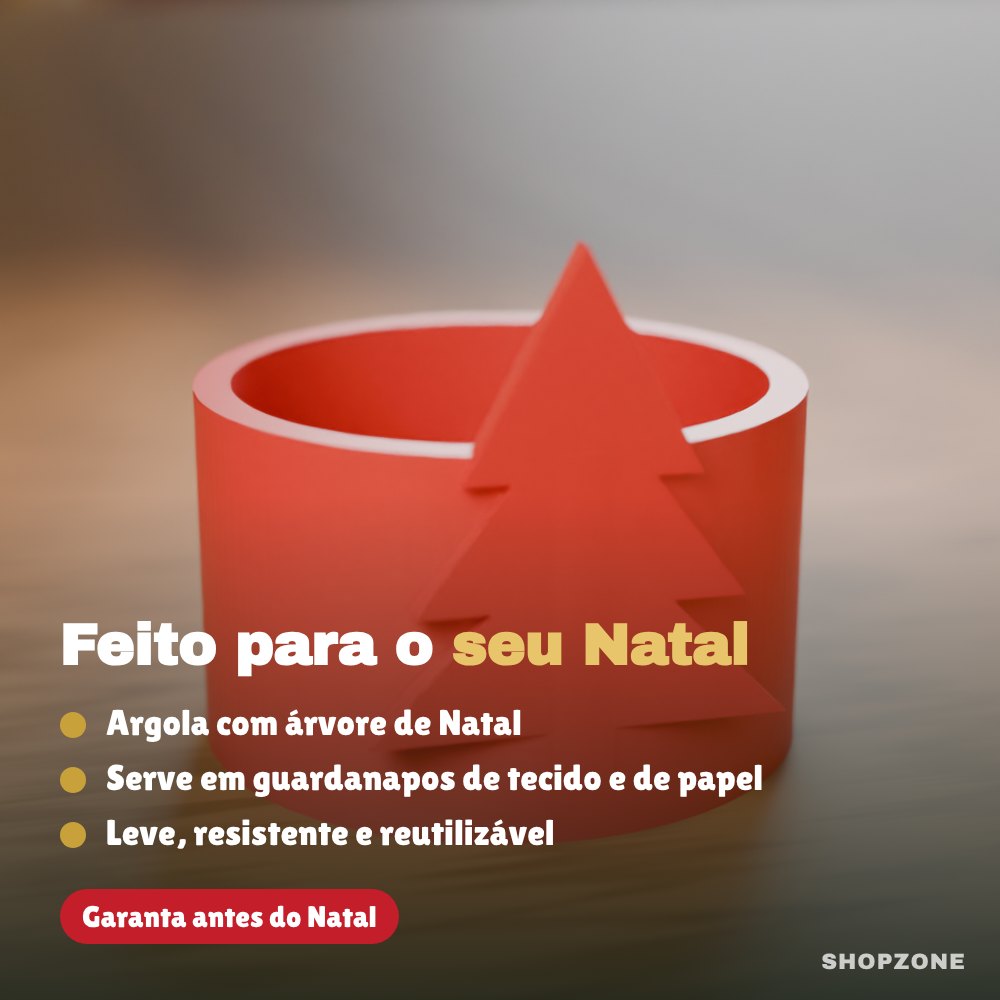 Feito para o seu Natal
Argola com árvore de Natal
Serve em guardanapos de tecido e de papel
Leve, resistente e reutilizável
Garanta antes do Natal
SHOPZONE